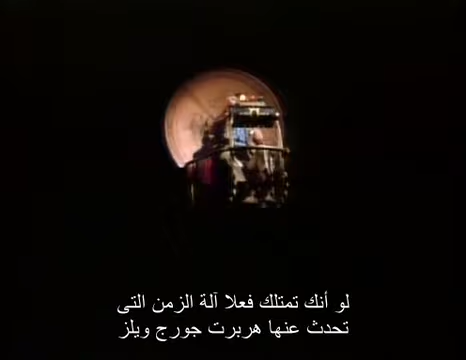 لو أنك تمتلك فعلا آلة الزمن التى
تحدث عنها هربرت جورج ويلز